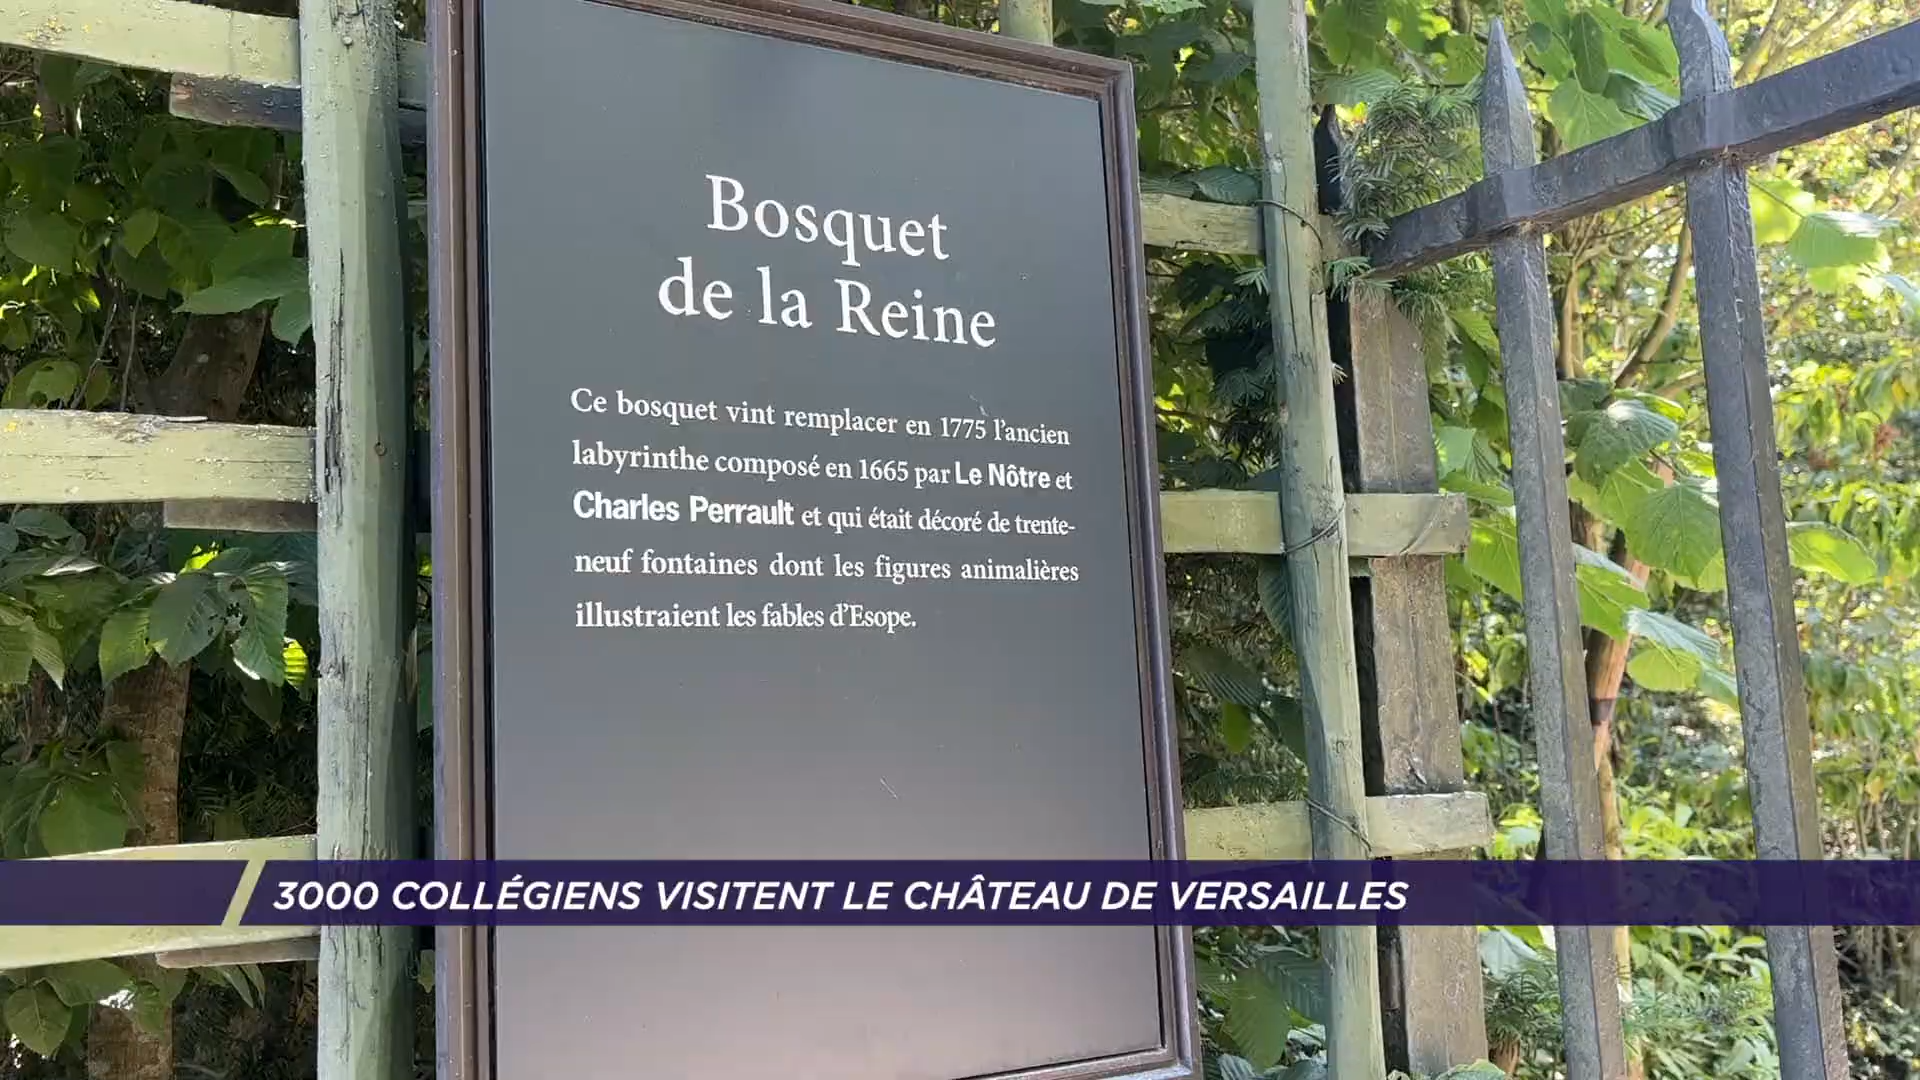 Bosquet
de la Reine
Ce bosquet vint remplacer en 1775 l'ancien
labyrinthe composé en 1665 par Le Nôtre et
Charles Perrault et qui était décoré de trente-
neuf fontaines dont les figures animalières
illustraient les fables d'Esope.
3000 COLLÉGIENS VISITENT LE CHÂTEAU DE VERSAILLES